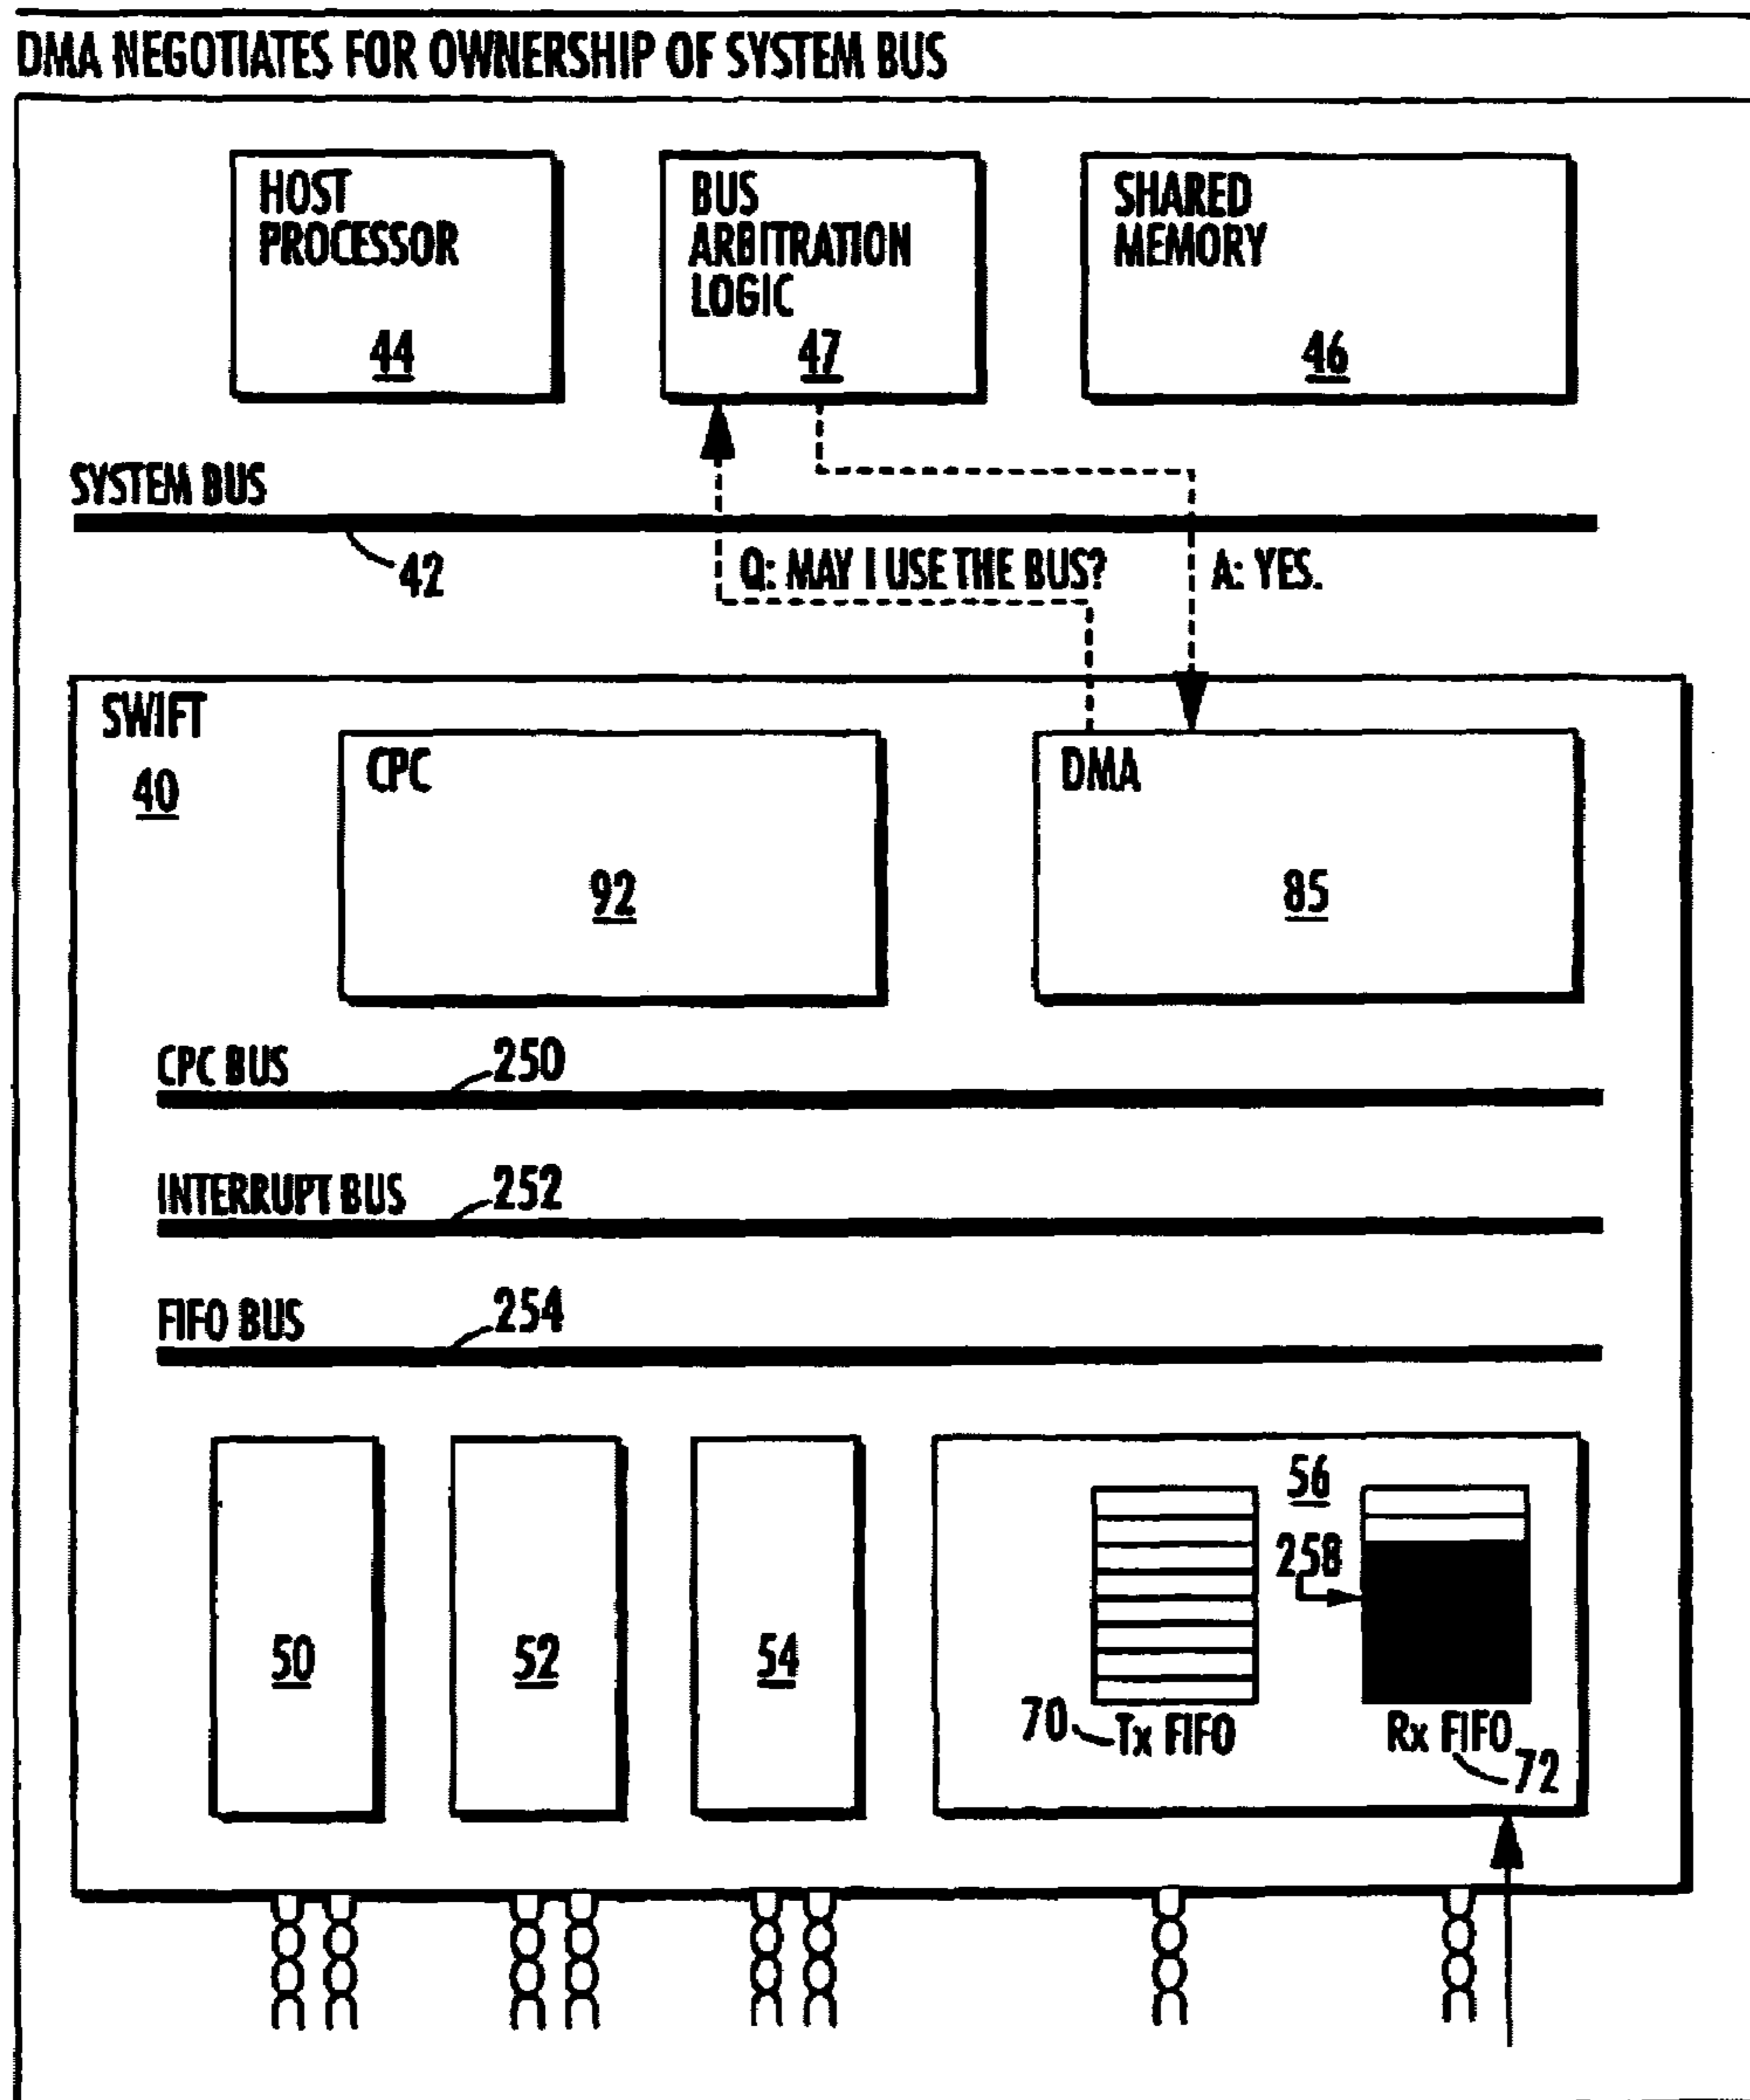 DMA NEGOTIATES FOR OWNERSHIP OF SYSTEM BUS
HOST
PROCESSOR
44
BUS
ARBITRATION
LOGIC
47
SHARED
MEMORY
46
SYSTEM BUS
42
Q: MAY I USE THE BUS?
A: YES.
SWIFT
40
CPC
92
DMA
85
CPC BUS
250
INTERRUPT BUS
252
FIFO BUS
254
50
52
54
56
258
70
Tx FIFO
Rx FIFO
72